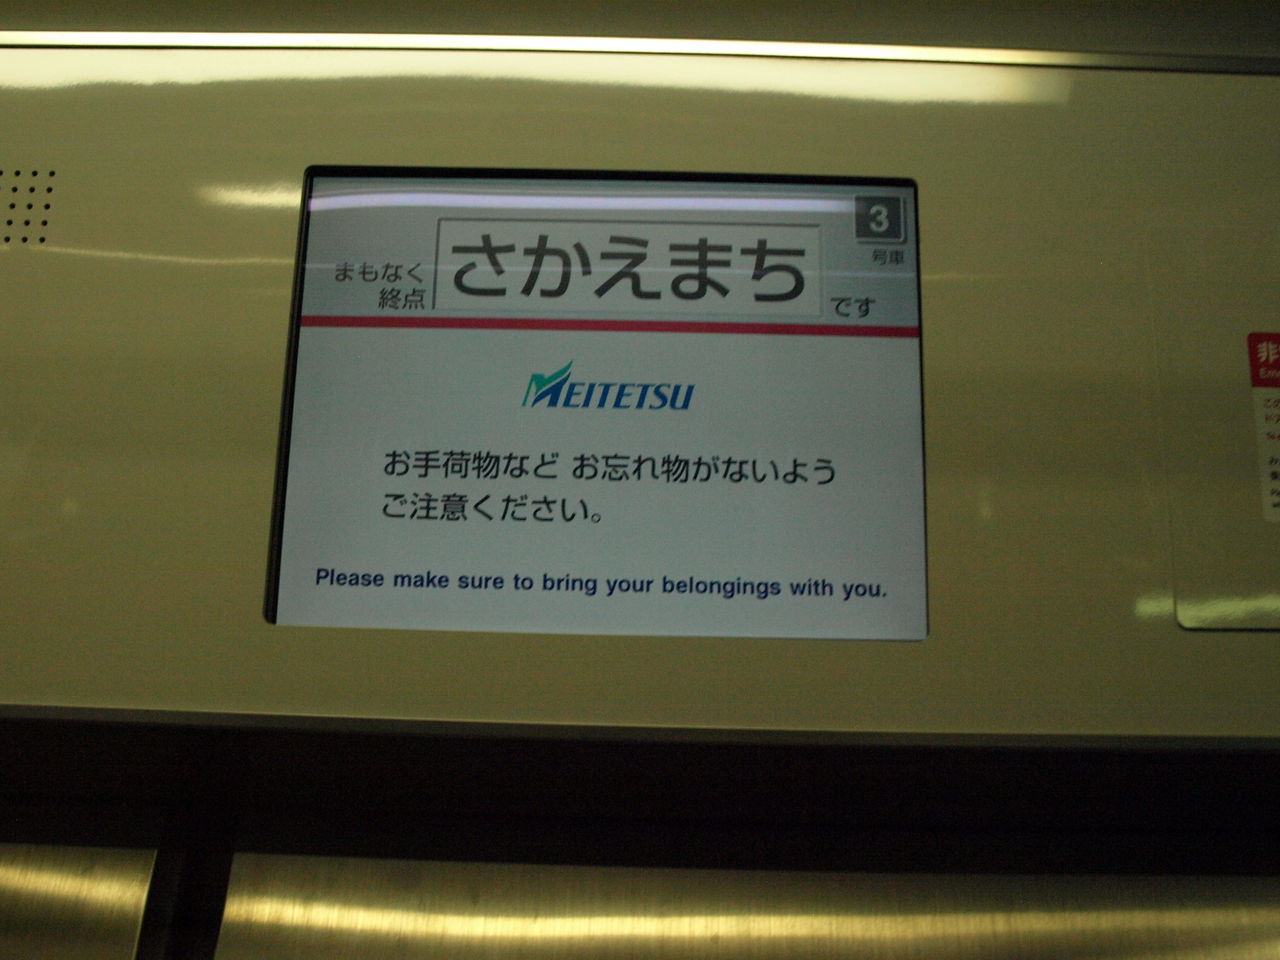 3
号車
まもなく
終点
さかえまち
です
MEITETSU
お手荷物など お忘れ物がないよう
ご注意ください。
Please make sure to bring your belongings with you.
非